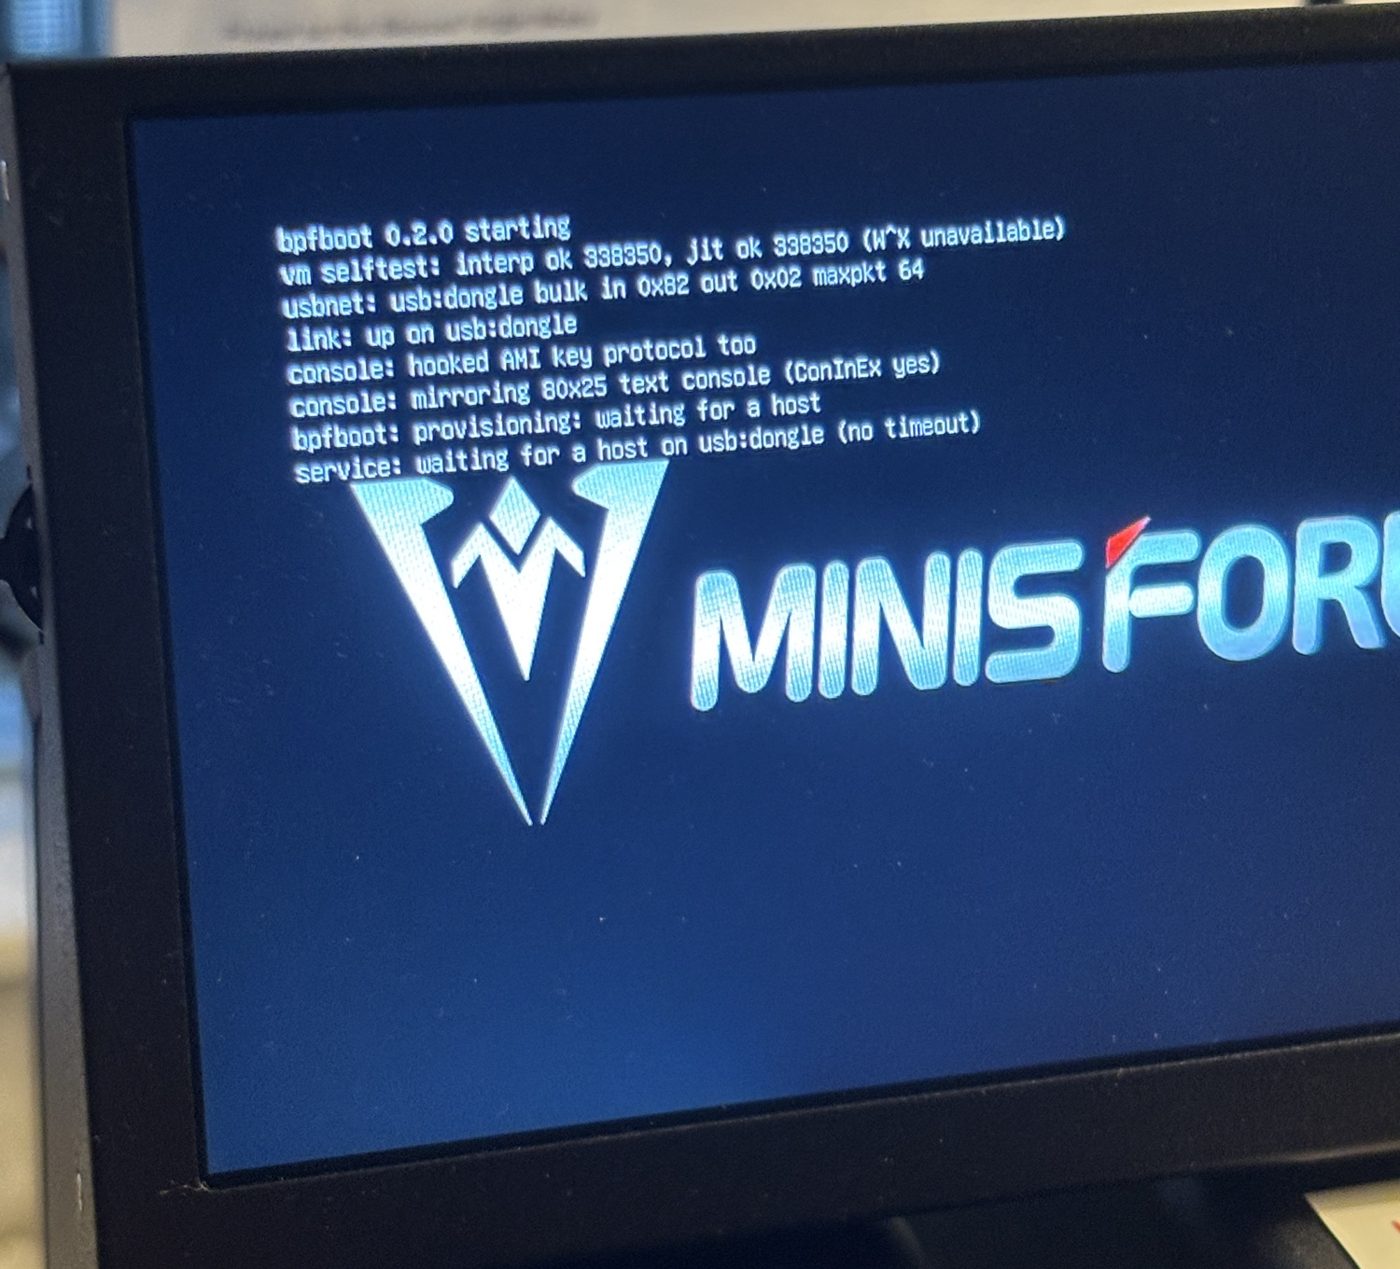 bpfboot 0.2.0 starting
vm selftest: interp ok 338350, jit ok 338350 (W^X unavailable)
usbnet: usb:dongle bulk in 0x82 out 0x02 maxpkt 64
link: up on usb:dongle
console: hooked AMI key protocol too
console: mirroring 80x25 text console (ConInEx yes)
bpfboot: provisioning: waiting for a host
service: waiting for a host on usb:dongle (no timeout)
MINISFORU